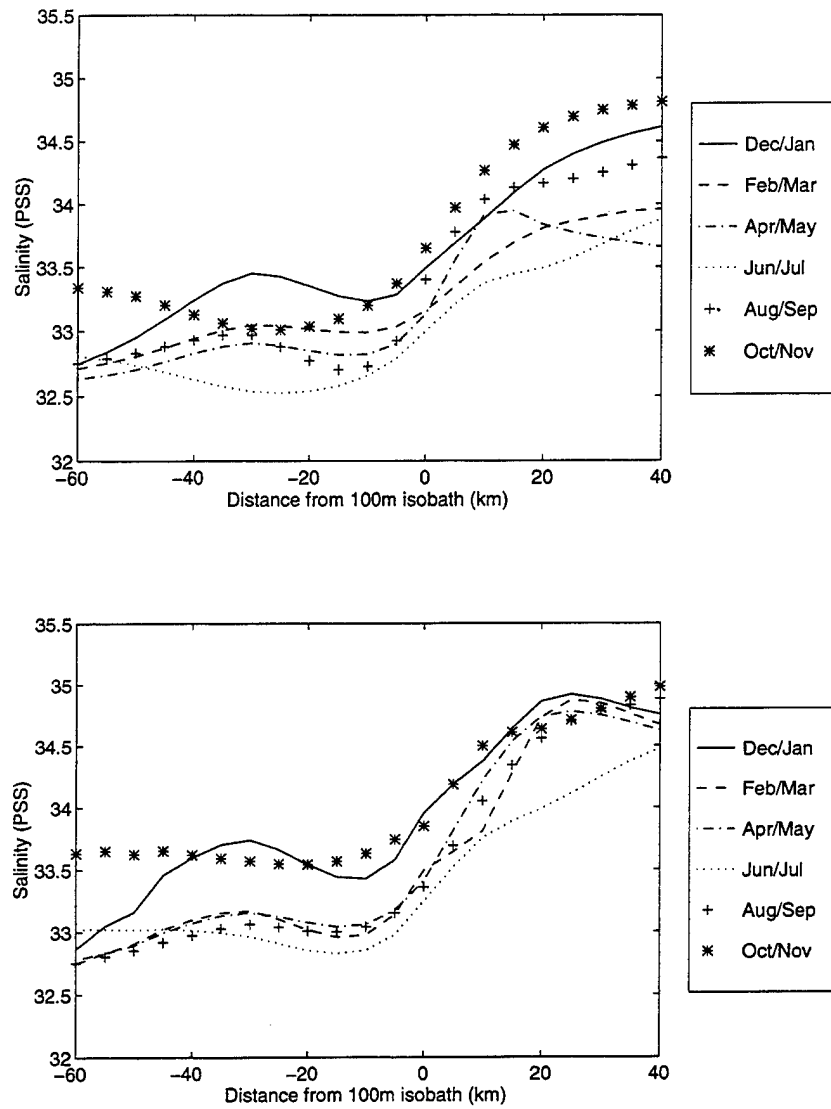 35.5
35
34.5
34
33.5
33
32.5
32
Salinity (PSS)
−60 −40 −20 0 20 40
Distance from 100m isobath (km)
Dec/Jan
Feb/Mar
Apr/May
Jun/Jul
Aug/Sep
Oct/Nov
35.5
35
34.5
34
33.5
33
32.5
32
Salinity (PSS)
−60 −40 −20 0 20 40
Distance from 100m isobath (km)
Dec/Jan
Feb/Mar
Apr/May
Jun/Jul
Aug/Sep
Oct/Nov